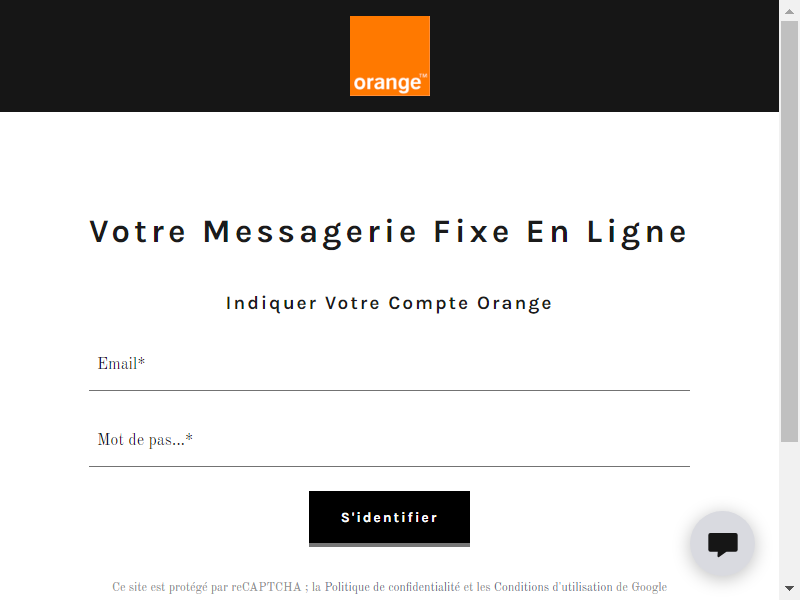 orange™
Votre Messagerie Fixe En Ligne
Indiquer Votre Compte Orange
Email*
Mot de pas...*
S'identifier
Ce site est protégé par reCAPTCHA ; la Politique de confidentialité et les Conditions d'utilisation de Google